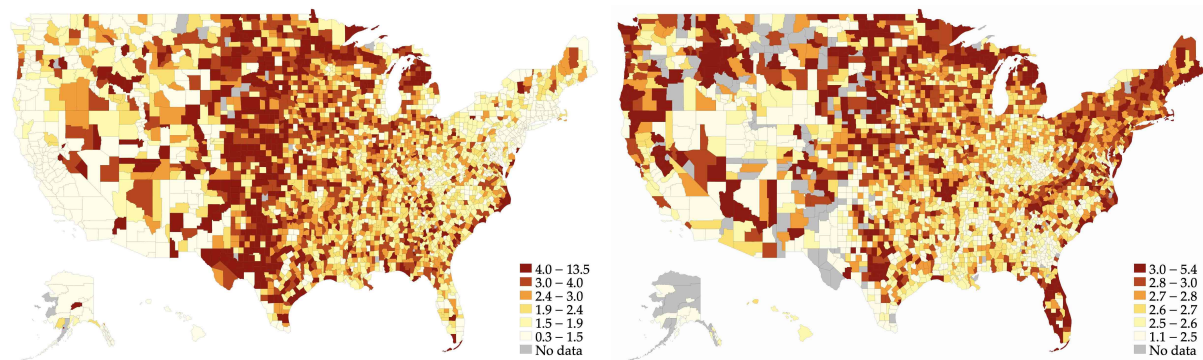 4.0 – 13.5
3.0 – 4.0
2.4 – 3.0
1.9 – 2.4
1.5 – 1.9
0.3 – 1.5
No data
3.0 – 5.4
2.8 – 3.0
2.7 – 2.8
2.6 – 2.7
2.5 – 2.6
1.1 – 2.5
No data